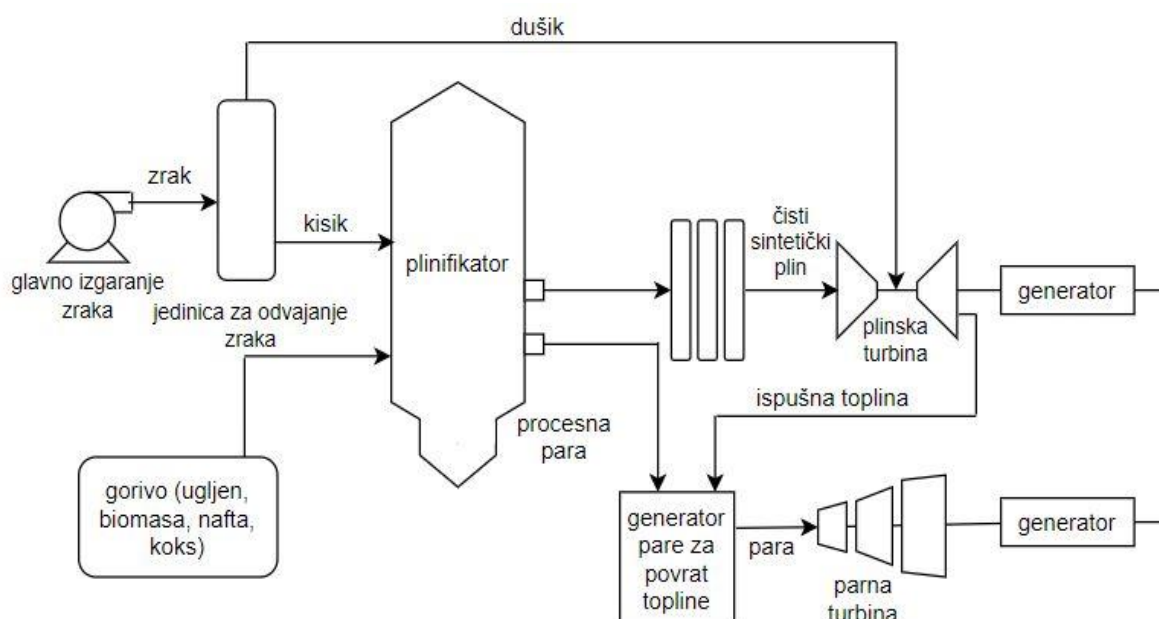 dušik
zrak
glavno izgaranje
zraka
kisik
jedinica za odvajanje
zraka
plinifikator
čisti
sintetički
plin
plinska
turbina
generator
ispušna toplina
procesna
para
gorivo (ugljen,
biomasa, nafta,
koks)
generator
pare za
povrat
topline
para
parna
turbina
generator